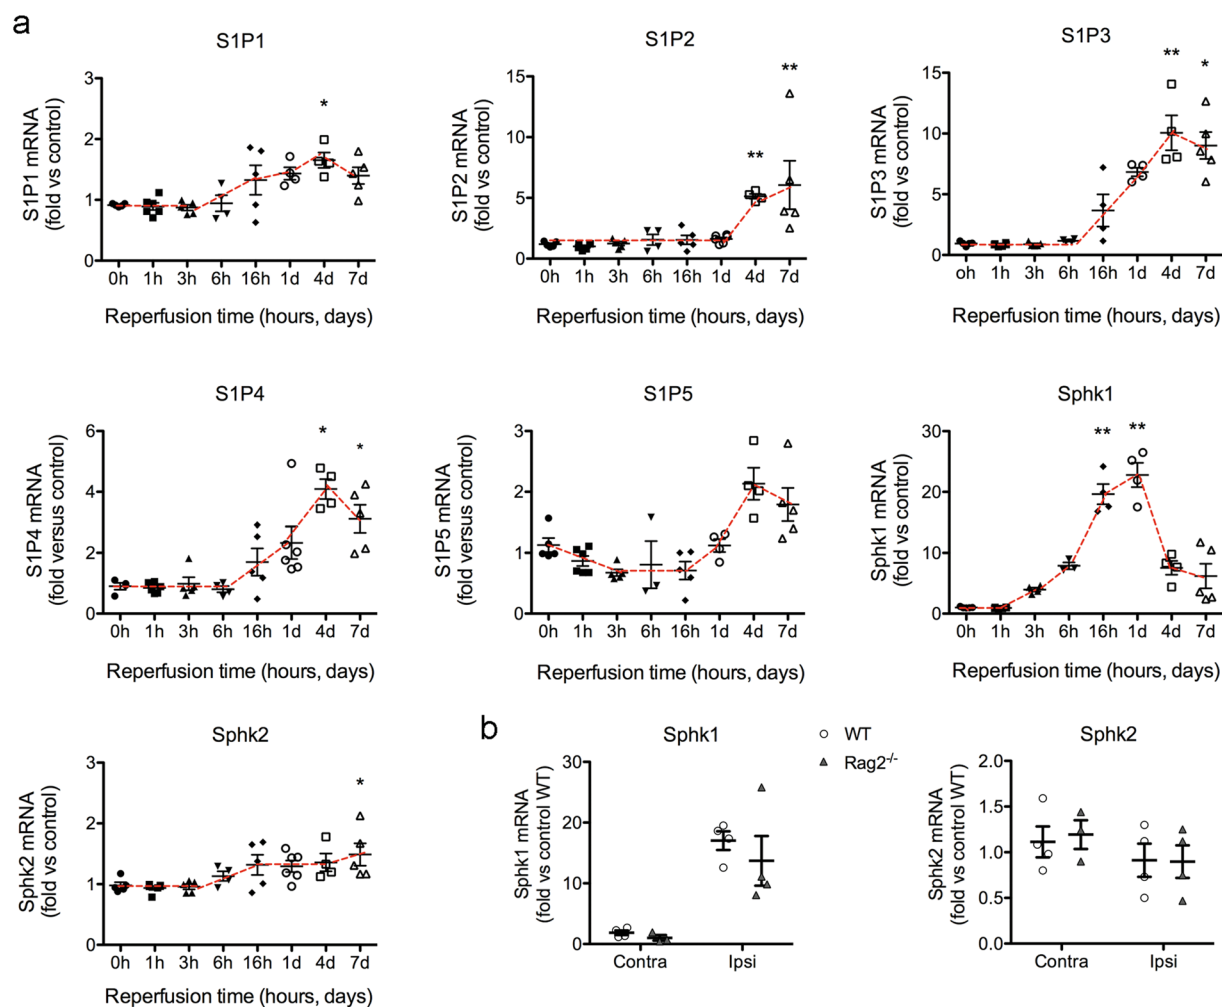 a
S1P1
S1P1 mRNA
(fold vs control)
3
2
1
0
*
0h 1h 3h 6h 16h 1d 4d 7d
Reperfusion time (hours, days)
S1P2
S1P2 mRNA
(fold vs control)
15
10
5
0
** **
0h 1h 3h 6h 16h 1d 4d 7d
Reperfusion time (hours, days)
S1P3
S1P3 mRNA
(fold vs control)
15
10
5
0
** *
oh 1h 3h 6h 16h 1d 4d 7d
Reperfusion time (hours, days)
S1P4
S1P4 mRNA
(fold versus control)
6
4
2
0
* *
0h 1h 3h 6h 16h 1d 4d 7d
Reperfusion time (hours, days)
S1P5
S1P5 mRNA
(fold versus control)
3
2
1
0
0h 1h 3h 6h 16h 1d 4d 7d
Reperfusion time (hours, days)
Sphk1
Sphk1 mRNA
(fold vs control)
30
20
10
0
** **
0h 1h 3h 6h 16h 1d 4d 7d
Reperfusion time (hours, days)
Sphk2
Sphk2 mRNA
(fold vs control)
3
2
1
0
*
0h 1h 3h 6h 16h 1d 4d 7d
Reperfusion time (hours, days)
b
Sphk1
Sphk1 mRNA
(fold vs control WT)
30
20
10
0
Contra Ipsi
WT
Rag2-/-
Sphk2
Sphk2 mRNA
(fold vs control WT)
2.0
1.5
1.0
0.5
0.0
Contra Ipsi